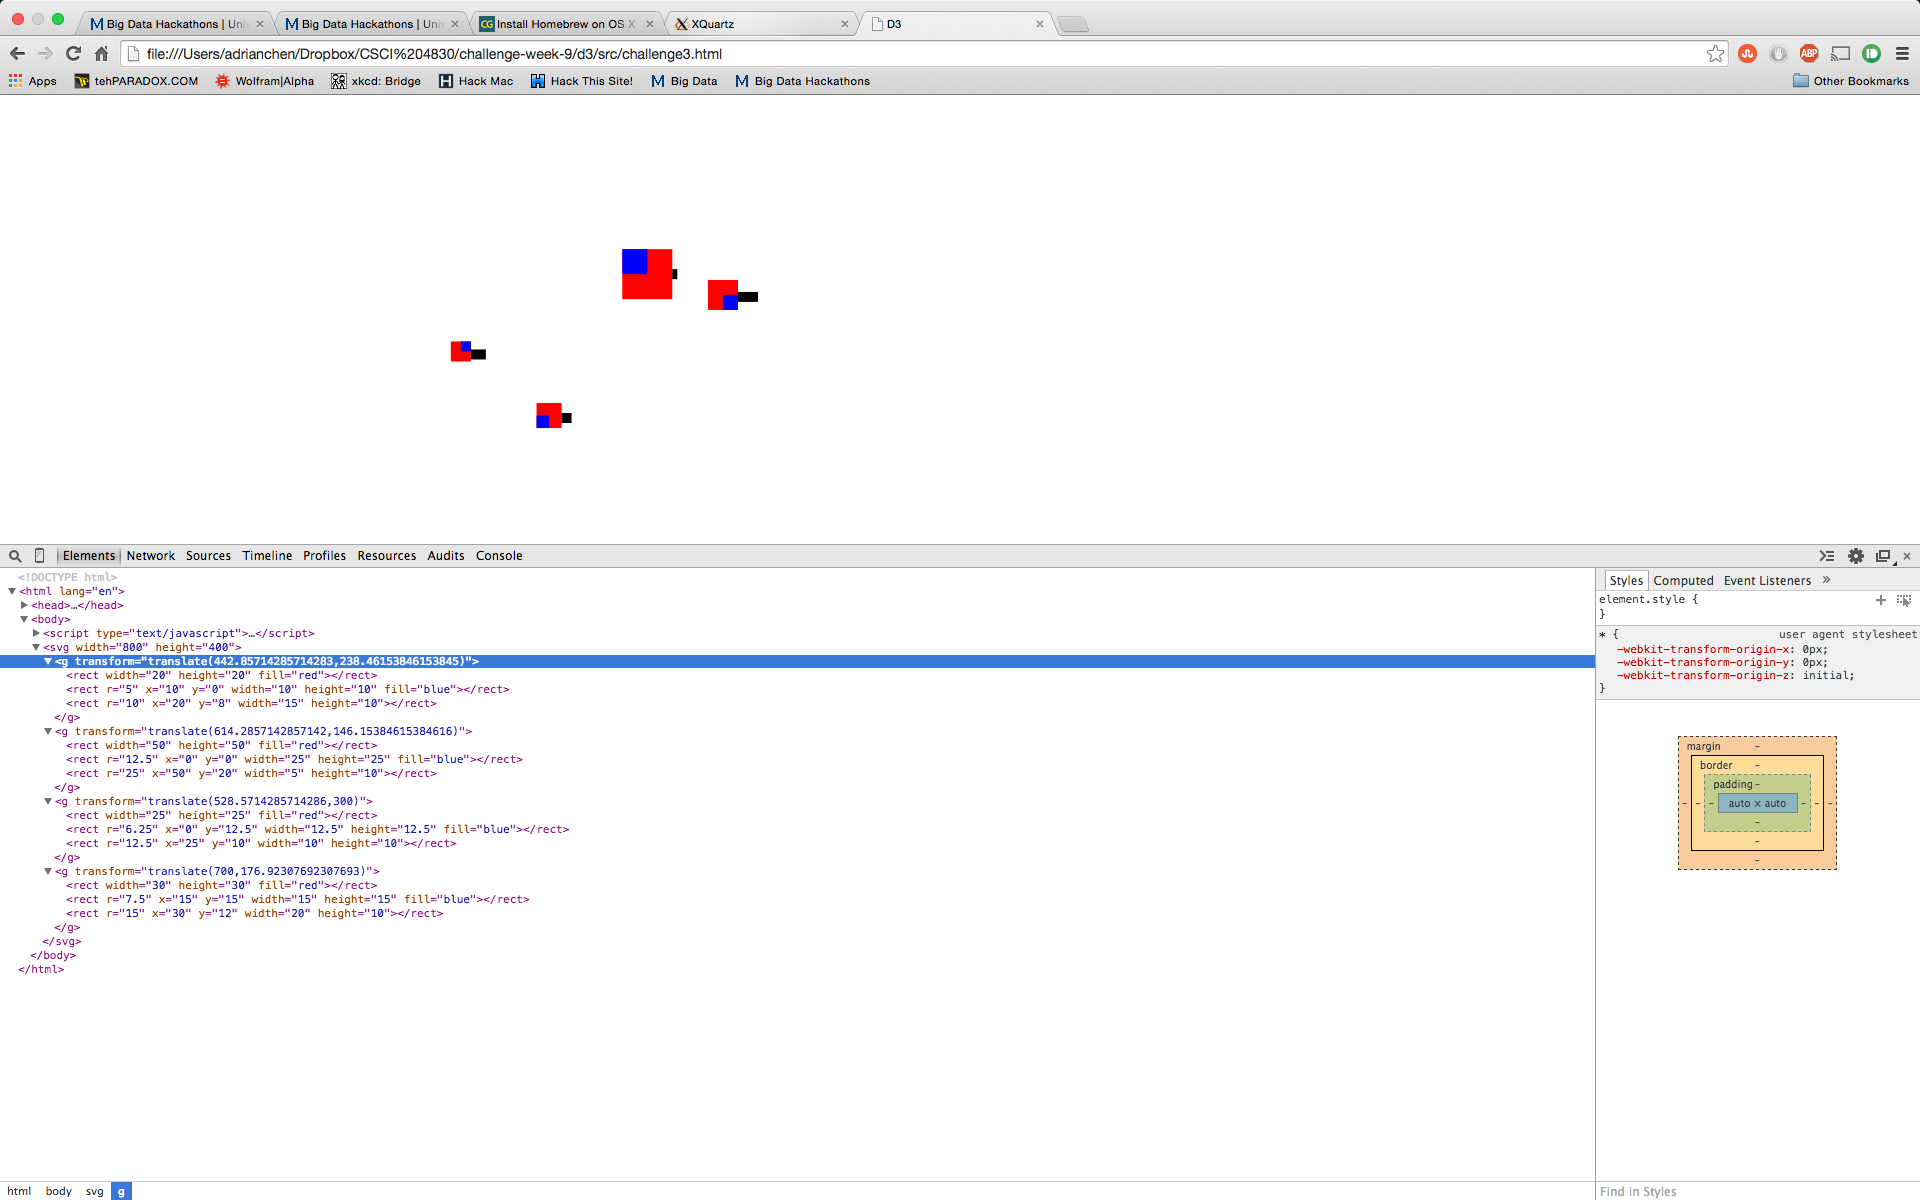 Big Data Hackathons | Uni
Big Data Hackathons | Uni
CG Install Homebrew on OS X
XQuartz
D3
file:///Users/adrianchen/Dropbox/CSCI%204830/challenge-week-9/d3/src/challenge3.html
ABP
Apps tehPARADOX.COM Wolfram|Alpha xkcd: Bridge Hack Mac Hack This Site! Big Data Big Data Hackathons Other Bookmarks
Elements Network Sources Timeline Profiles Resources Audits Console
<!DOCTYPE html>
<html lang="en">
<head>…</head>
<body>
<script type="text/javascript">…</script>
<svg width="800" height="400">
<g transform="translate(442.85714285714283,238.46153846153845)">
<rect width="20" height="20" fill="red"></rect>
<rect r="5" x="10" y="0" width="10" height="10" fill="blue"></rect>
<rect r="10" x="20" y="8" width="15" height="10"></rect>
</g>
<g transform="translate(614.2857142857142,146.15384615384616)">
<rect width="50" height="50" fill="red"></rect>
<rect r="12.5" x="0" y="0" width="25" height="25" fill="blue"></rect>
<rect r="25" x="50" y="20" width="5" height="10"></rect>
</g>
<g transform="translate(528.5714285714286,300)">
<rect width="25" height="25" fill="red"></rect>
<rect r="6.25" x="0" y="12.5" width="12.5" height="12.5" fill="blue"></rect>
<rect r="12.5" x="25" y="10" width="10" height="10"></rect>
</g>
<g transform="translate(700,176.92307692307693)">
<rect width="30" height="30" fill="red"></rect>
<rect r="7.5" x="15" y="15" width="15" height="15" fill="blue"></rect>
<rect r="15" x="30" y="12" width="20" height="10"></rect>
</g>
</svg>
</body>
</html>
html body svg g
Styles Computed Event Listeners »
element.style {
}
* { user agent stylesheet
-webkit-transform-origin-x: 0px;
-webkit-transform-origin-y: 0px;
-webkit-transform-origin-z: initial;
}
margin -
border -
padding -
- - - auto × auto - - -
-
-
-
Find in Styles